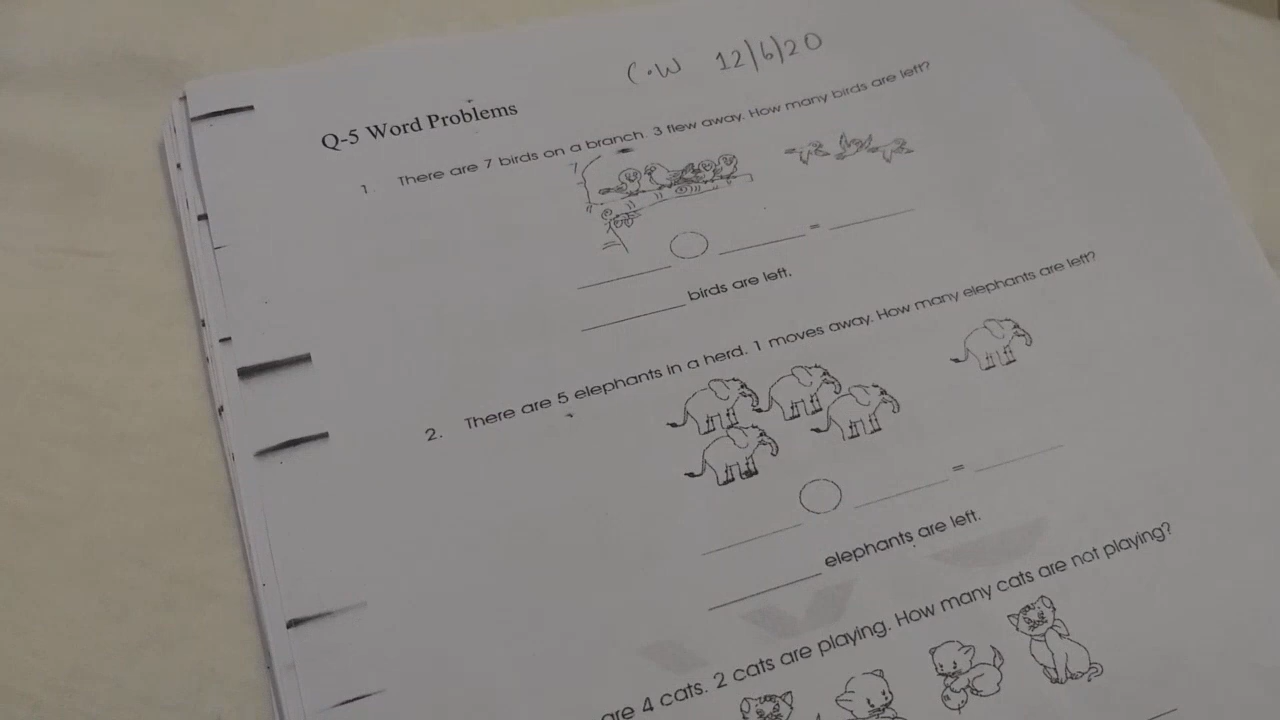 C.W 12/6/20
Q-5 Word Problems
1. There are 7 birds on a branch. 3 flew away. How many birds are left?
=
birds are left.
2. There are 5 elephants in a herd. 1 moves away. How many elephants are left?
=
elephants are left.
are 4 cats. 2 cats are playing. How many cats are not playing?